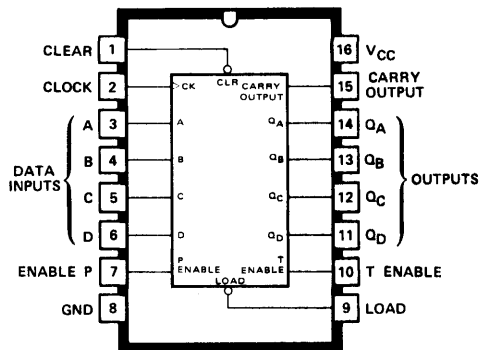 CLEAR 1
CLOCK 2
A 3
B 4
C 5
D 6
DATA
INPUTS
ENABLE P 7
GND 8
16 VCC
15 CARRY
OUTPUT
14 QA
13 QB
12 QC
11 QD
OUTPUTS
10 T ENABLE
9 LOAD
CLR
CK
CARRY
OUTPUT
A
QA
B
QB
C
QC
D
QD
P
ENABLE
T
ENABLE
LOAD